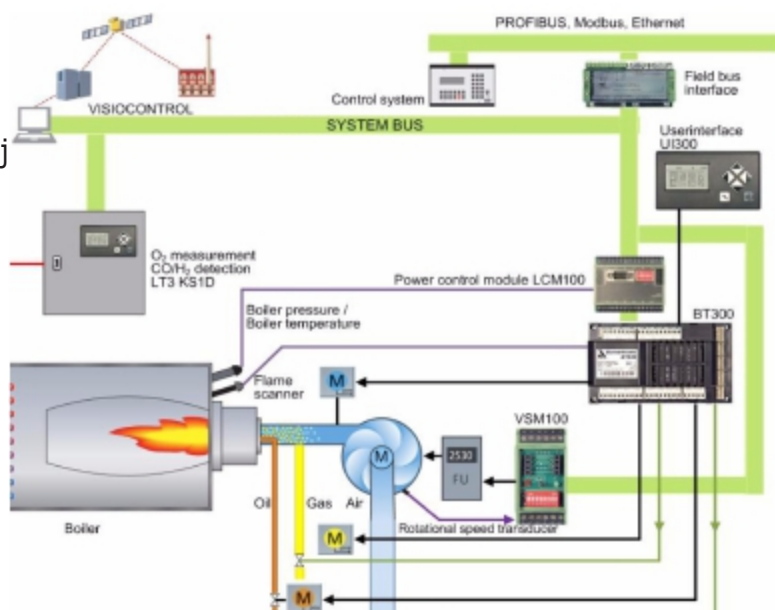 PROFIBUS, Modbus, Ethernet
VISIOCONTROL
Control system
Field bus
interface
SYSTEM BUS
j
Userinterface
UI300
O₂ measurement
CO/H₂ detection
LT3 KS1D
Power control module LCM100
Boiler pressure /
Boiler temperature
BT300
Flame
scanner
M
VSM100
M
2530
FU
Oil
Gas
Air
Boiler
Rotational speed transducer
M
M